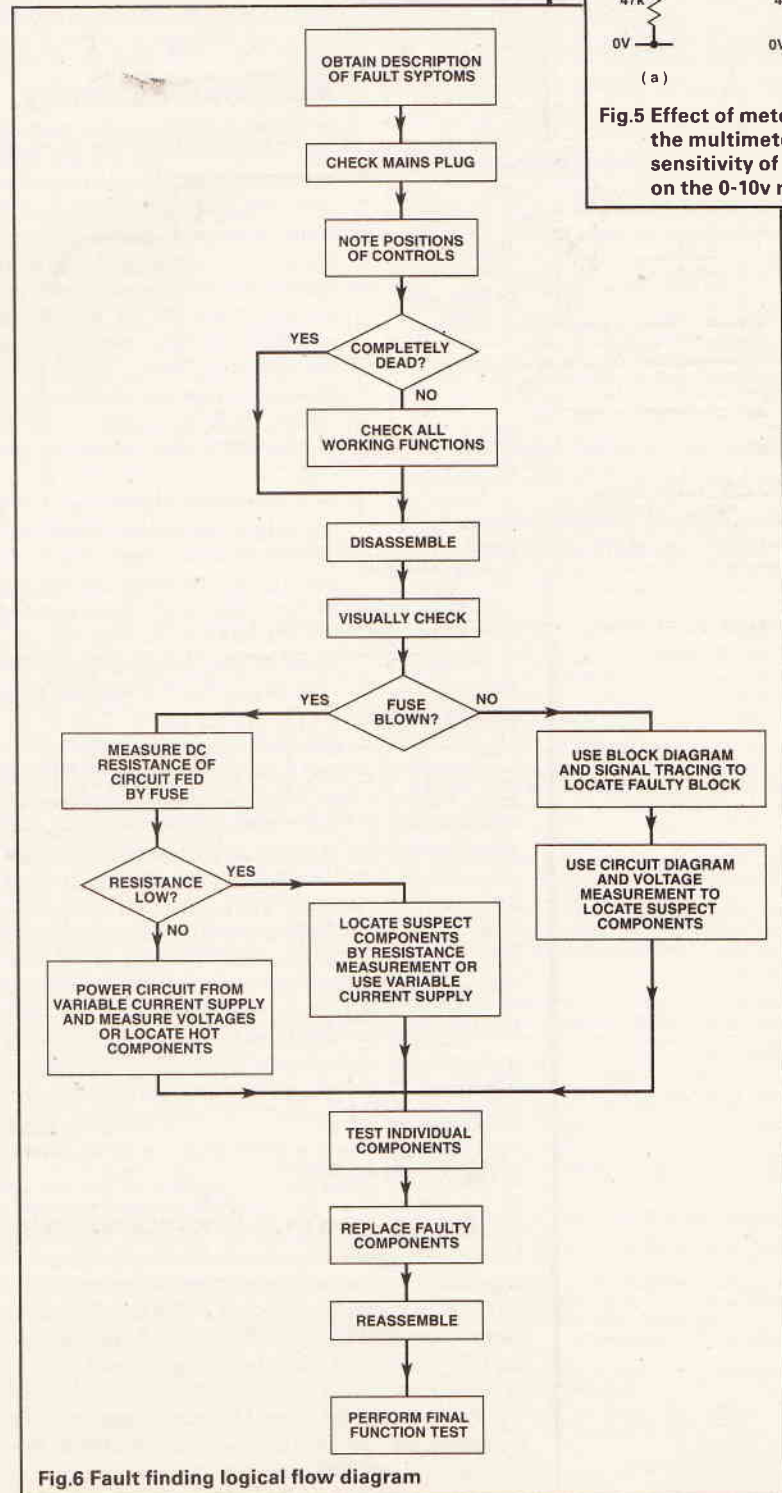 47k
0V
0V
(a)
Fig.5 Effect of mete
the multimete
sensitivity of
on the 0-10v r
OBTAIN DESCRIPTION
OF FAULT SYPTOMS
CHECK MAINS PLUG
NOTE POSITIONS
OF CONTROLS
YES
COMPLETELY
DEAD?
NO
CHECK ALL
WORKING FUNCTIONS
DISASSEMBLE
VISUALLY CHECK
YES
FUSE
BLOWN?
NO
MEASURE DC
RESISTANCE OF
CIRCUIT FED
BY FUSE
USE BLOCK DIAGRAM
AND SIGNAL TRACING TO
LOCATE FAULTY BLOCK
RESISTANCE
LOW?
YES
NO
LOCATE SUSPECT
COMPONENTS
BY RESISTANCE
MEASUREMENT OR
USE VARIABLE
CURRENT SUPPLY
USE CIRCUIT DIAGRAM
AND VOLTAGE
MEASUREMENT TO
LOCATE SUSPECT
COMPONENTS
POWER CIRCUIT FROM
VARIABLE CURRENT SUPPLY
AND MEASURE VOLTAGES
OR LOCATE HOT
COMPONENTS
TEST INDIVIDUAL
COMPONENTS
REPLACE FAULTY
COMPONENTS
REASSEMBLE
PERFORM FINAL
FUNCTION TEST
Fig.6 Fault finding logical flow diagram